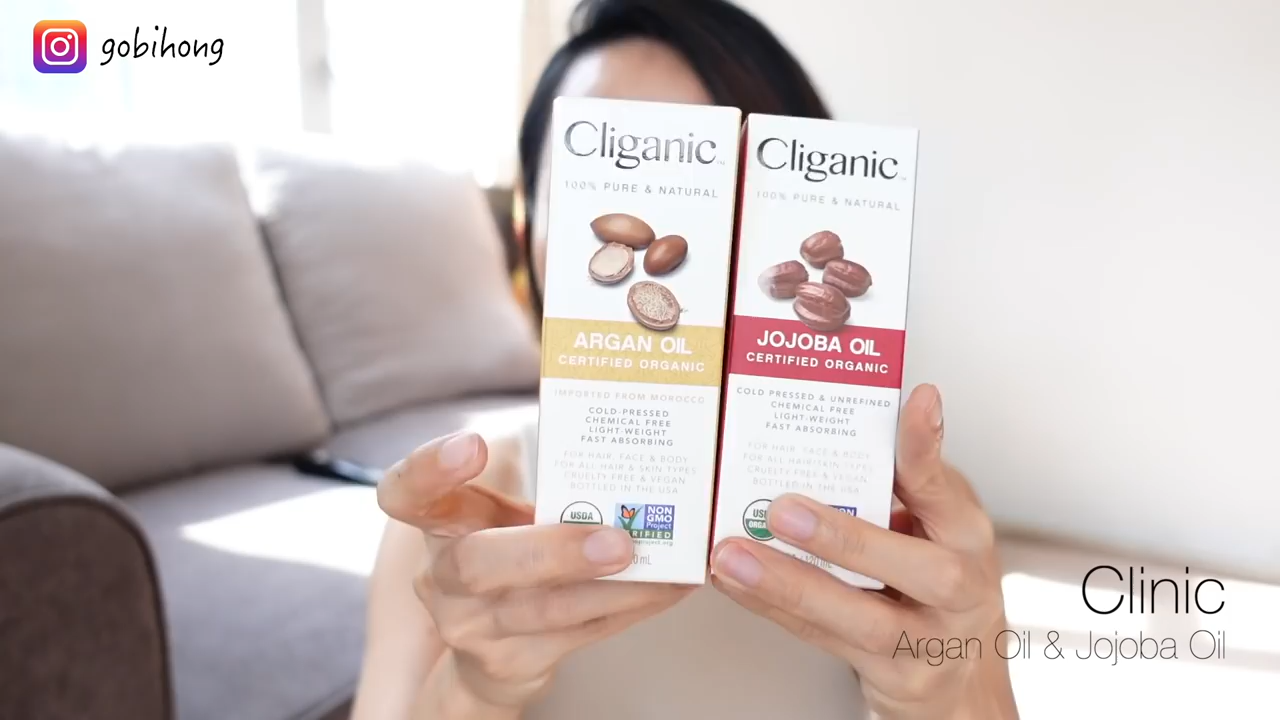 gobihong
Cliganic
100% PURE & NATURAL
ARGAN OIL
CERTIFIED ORGANIC
IMPORTED FROM MOROCCO
COLD-PRESSED
CHEMICAL FREE
LIGHT-WEIGHT
FAST ABSORBING
FOR HAIR, FACE & BODY
FOR ALL HAIR & SKIN TYPES
CRUELTY FREE & VEGAN
BOTTLED IN THE USA
USDA
NON
GMO
Project
Cliganic
100% PURE & NATURAL
JOJOBA OIL
CERTIFIED ORGANIC
COLD PRESSED & UNREFINED
CHEMICAL FREE
LIGHT-WEIGHT
FAST ABSORBING
FOR HAIR, FACE & BODY
FOR ALL HAIR/SKIN TYPES
CRUELTY FREE & VEGAN
BOTTLED IN THE USA
Clinic
Argan Oil & Jojoba Oil